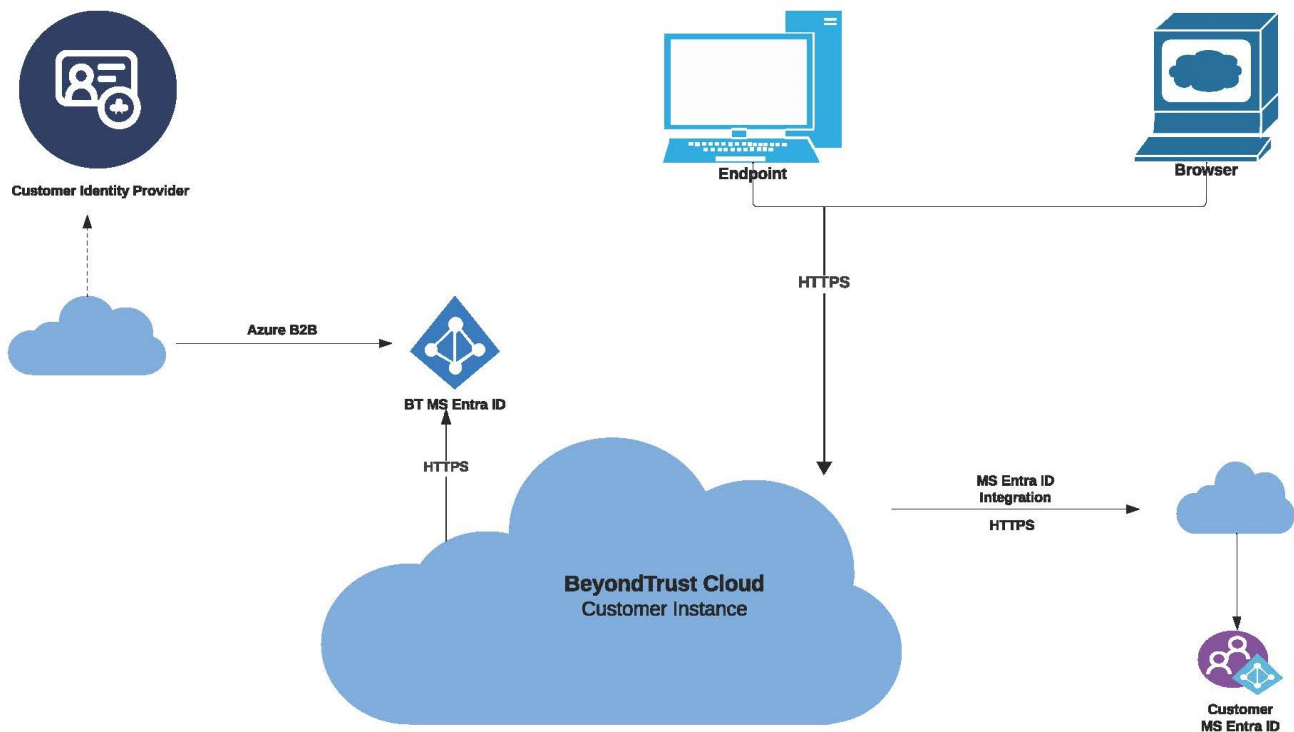 Customer Identity Provider
Endpoint
Browser
HTTPS
Azure B2B
BT MS Entra ID
HTTPS
MS Entra ID
Integration
HTTPS
BeyondTrust Cloud
Customer Instance
Customer
MS Entra ID